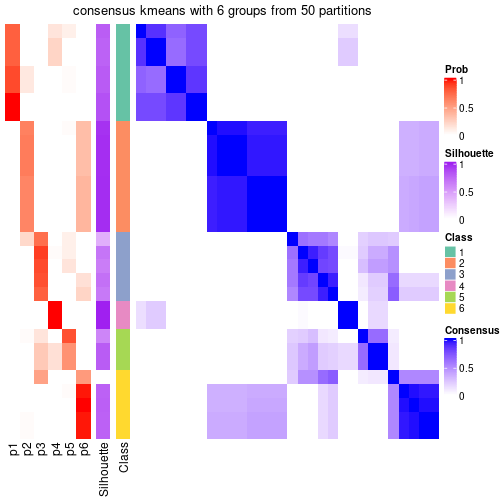 consensus kmeans with 6 groups from 50 partitions
Prob
1
0.5
0
Silhouette
1
0.5
0
Class
1
2
3
4
5
6
Consensus
1
0.5
0
p1
p2
p3
p4
p5
p6
Silhouette
Class